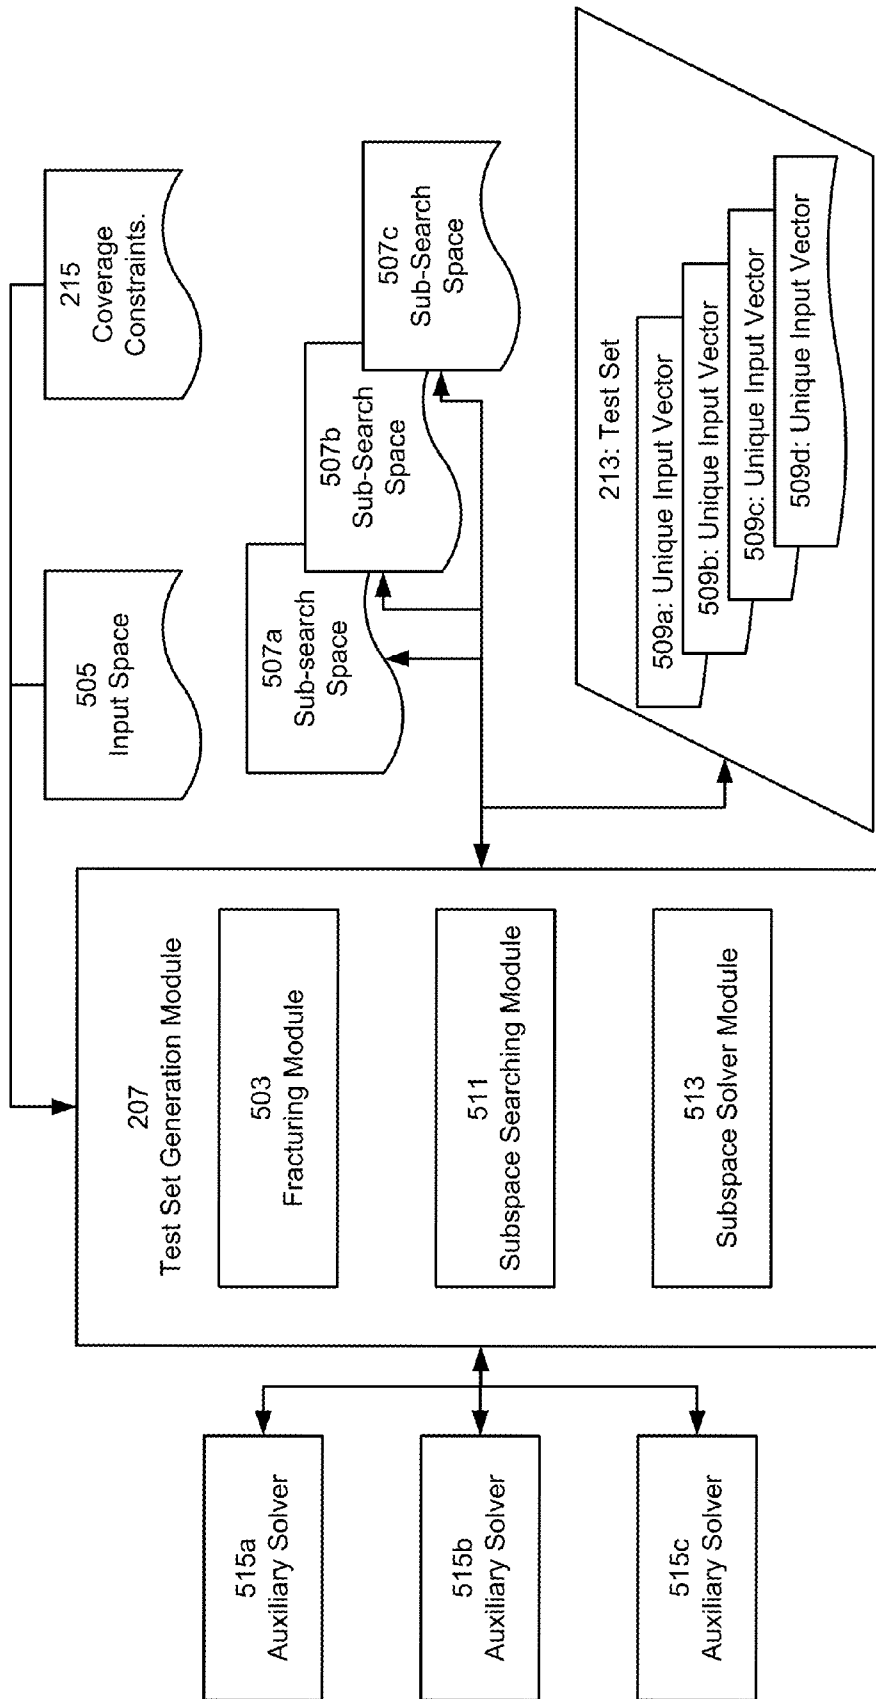 515a
Auxiliary Solver
515b
Auxiliary Solver
515c
Auxiliary Solver
207
Test Set Generation Module
503
Fracturing Module
511
Subspace Searching Module
513
Subspace Solver Module
505
Input Space
215
Coverage
Constraints.
507a
Sub-search
Space
507b
Sub-Search
Space
507c
Sub-Search
Space
213: Test Set
509a: Unique Input Vector
509b: Unique Input Vector
509c: Unique Input Vector
509d: Unique Input Vector